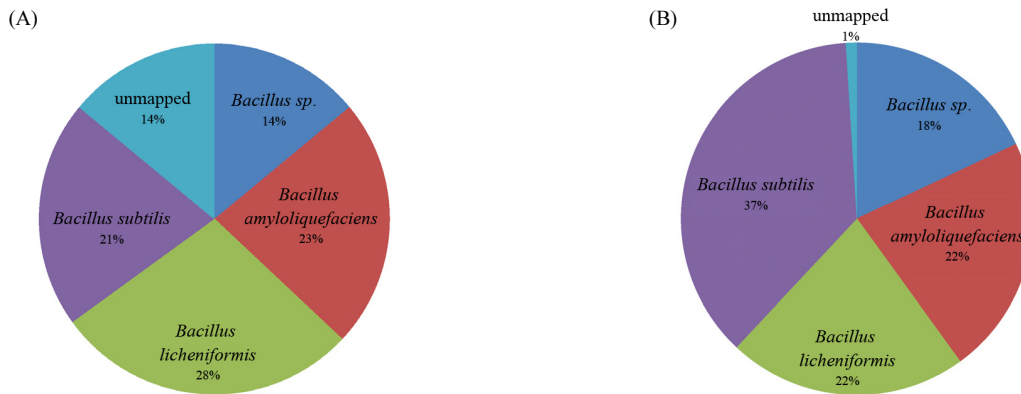 (A)
unmapped
14%
Bacillus sp.
14%
Bacillus
amyloliquefaciens
23%
Bacillus
licheniformis
28%
Bacillus subtilis
21%
(B)
unmapped
1%
Bacillus sp.
18%
Bacillus
amyloliquefaciens
22%
Bacillus
licheniformis
22%
Bacillus subtilis
37%